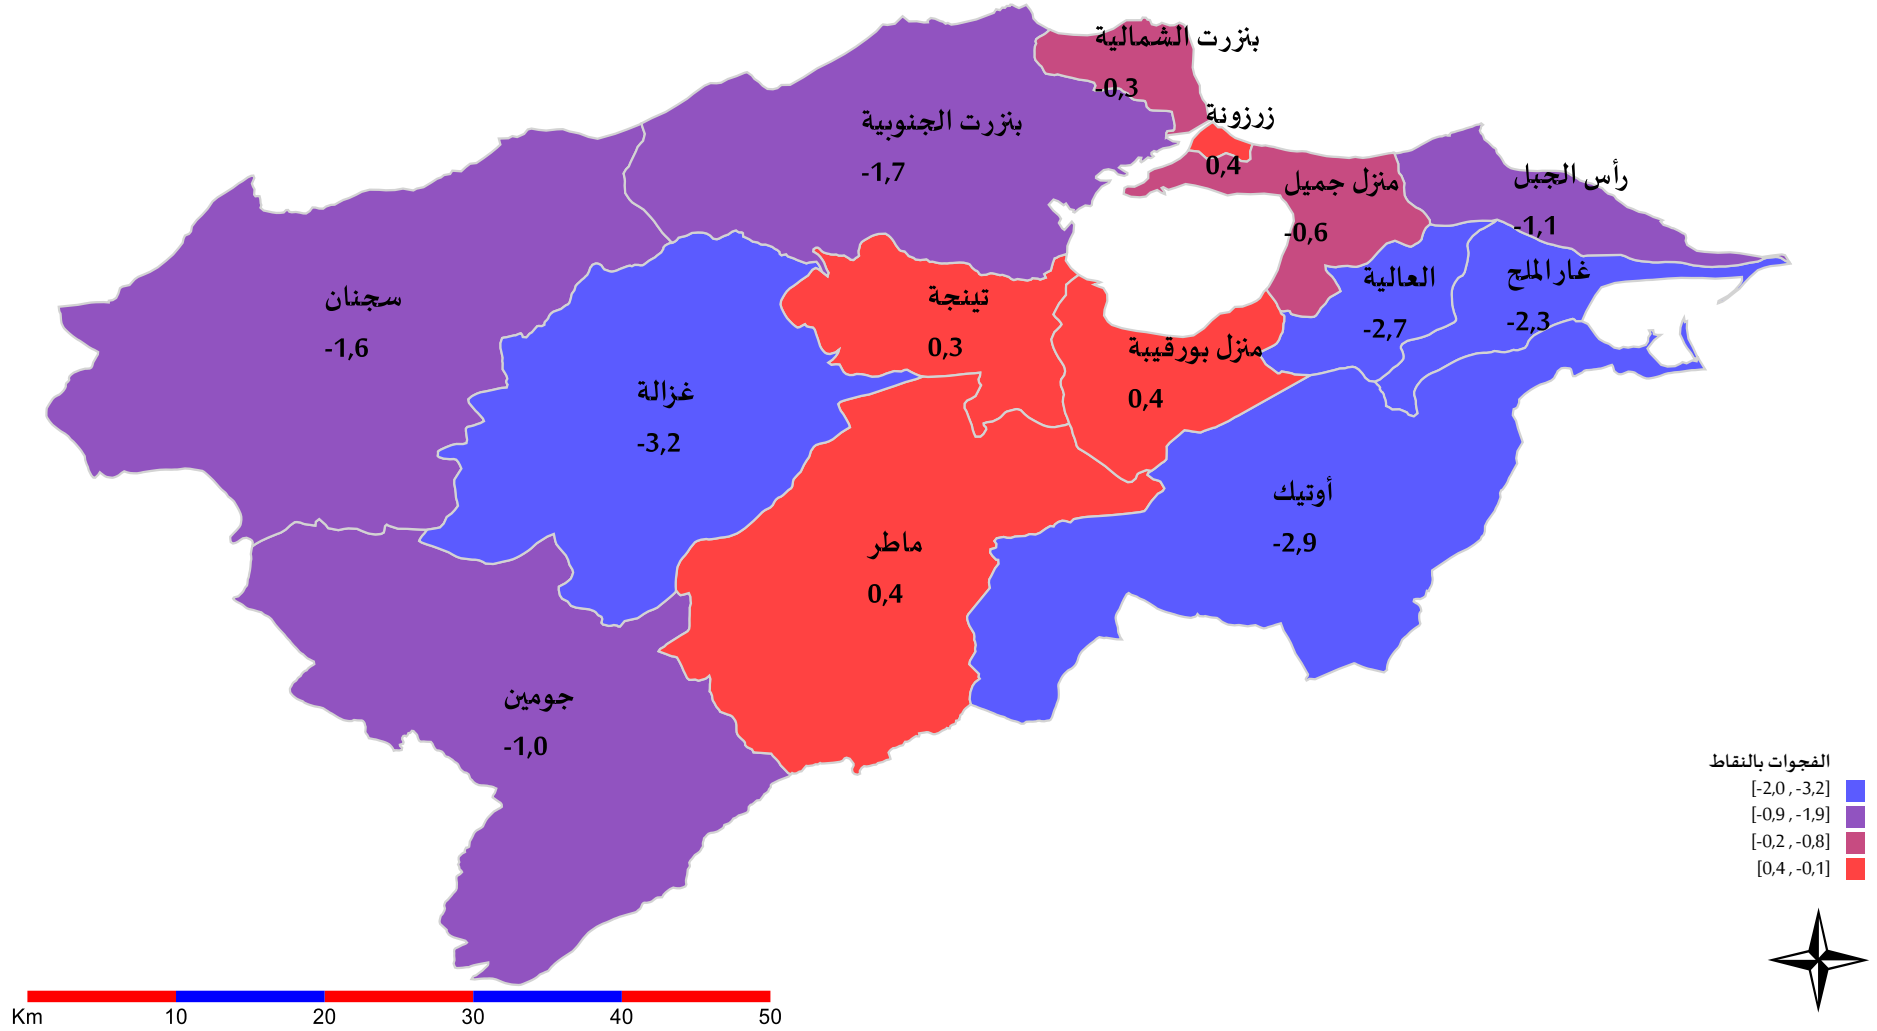 بنزرت الشمالية
-0,3
زرزونة
0,4
بنزرت الجنوبية
-1,7
منزل جميل
-0,6
رأس الجبل
-1,1
العالية
-2,7
غار الملح
-2,3
سجنان
-1,6
تينجة
0,3
منزل بورقيبة
0,4
غزالة
-3,2
أوتيك
-2,9
ماطر
0,4
جومين
-1,0
الفجوات بالنقاط
[-2,0 , -3,2]
[-0,9 , -1,9]
[-0,2 , -0,8]
[0,4 , -0,1]
Km 10 20 30 40 50